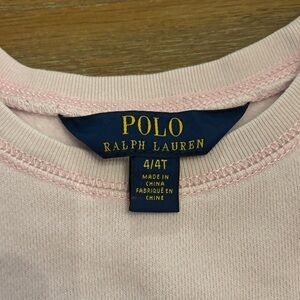 POLO
RALPH LAUREN
4/4T
MADE IN
CHINA
FABRIQUÉ EN
CHINE